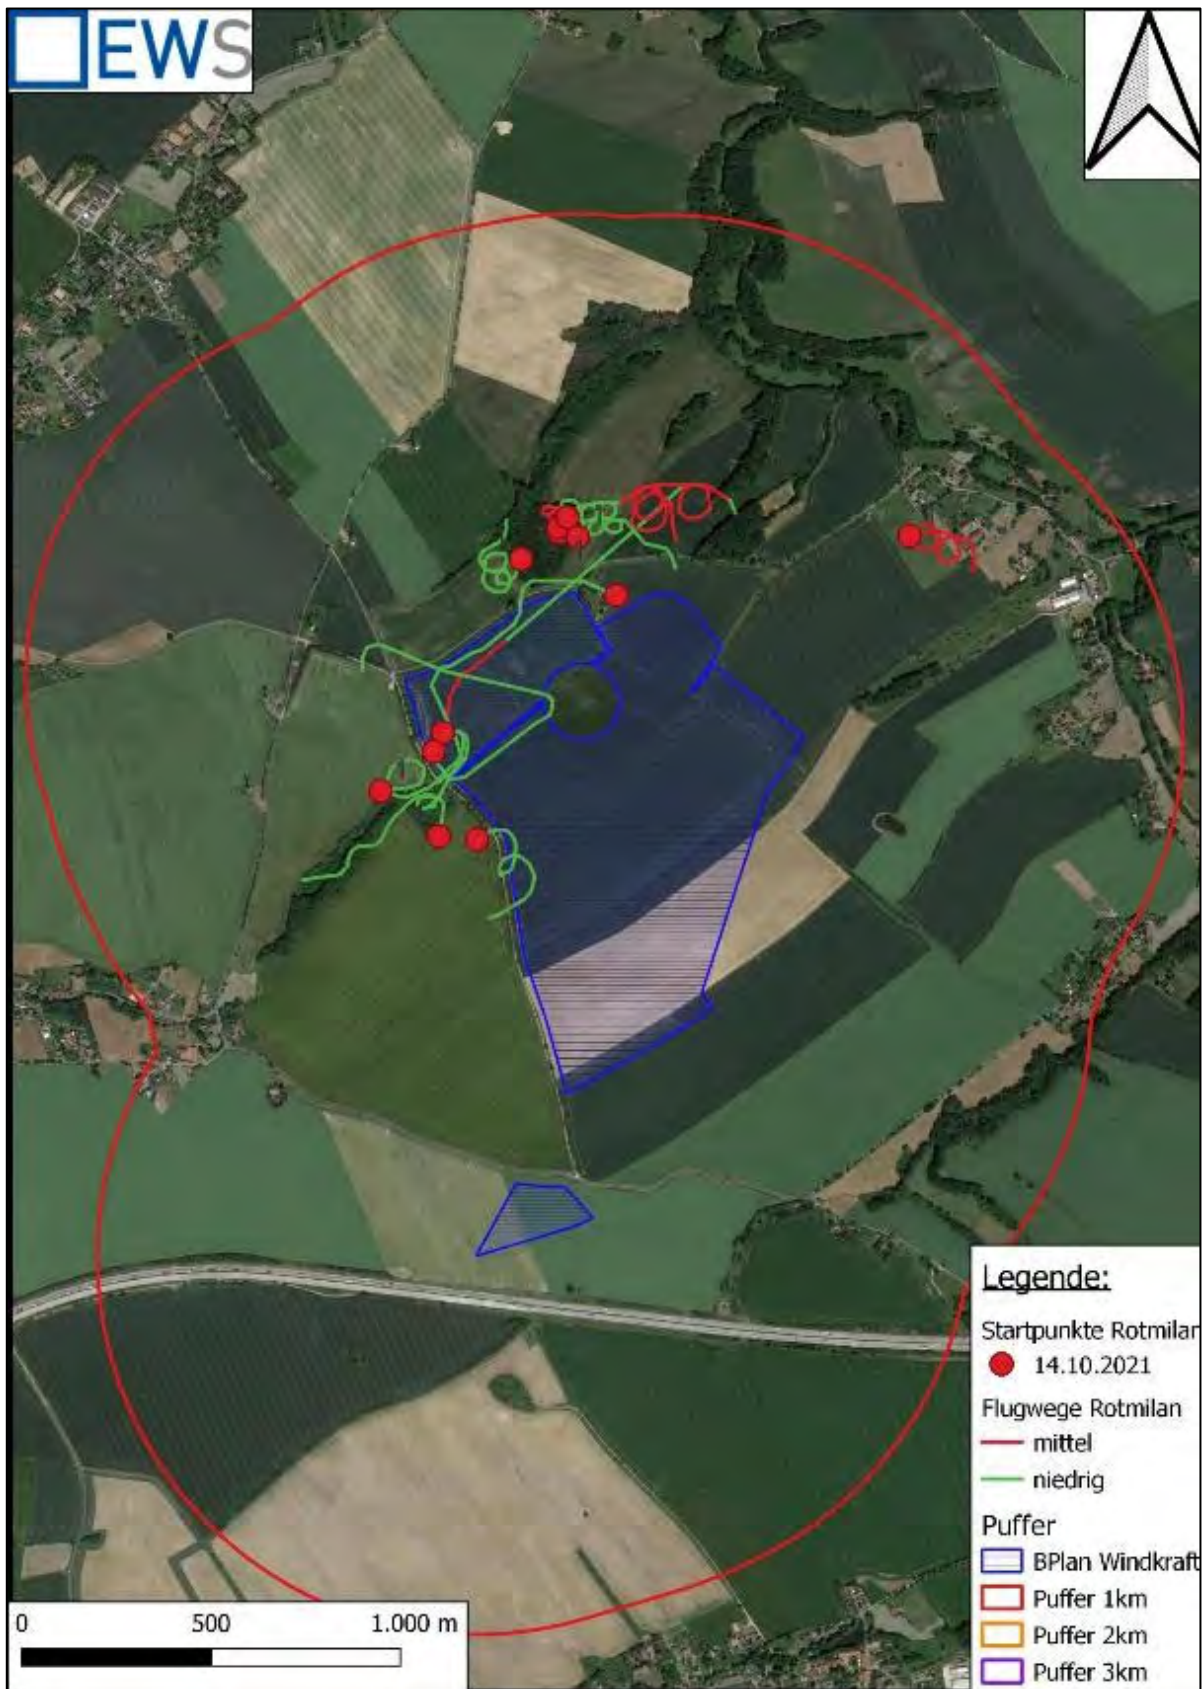 EWS
Legende:
Startpunkte Rotmilan
14.10.2021
Flugwege Rotmilan
mittel
niedrig
Puffer
BPlan Windkraft
Puffer 1km
Puffer 2km
Puffer 3km
0 500 1.000 m